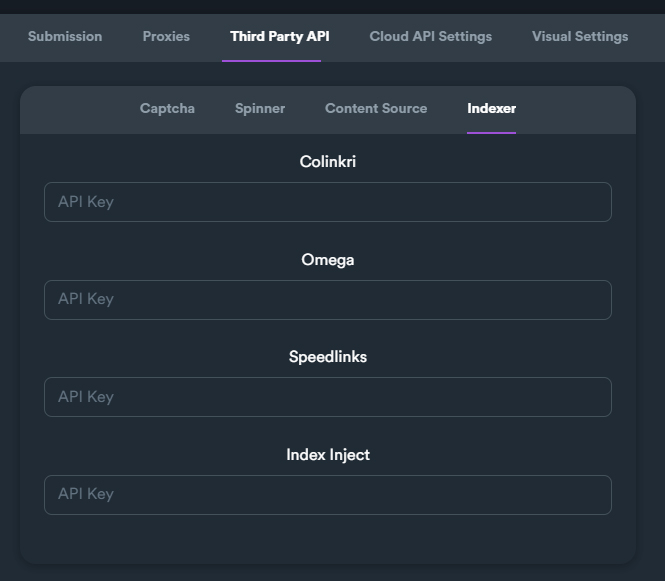 Submission Proxies Third Party API Cloud API Settings Visual Settings
Captcha Spinner Content Source Indexer
Colinkri
API Key
Omega
API Key
Speedlinks
API Key
Index Inject
API Key